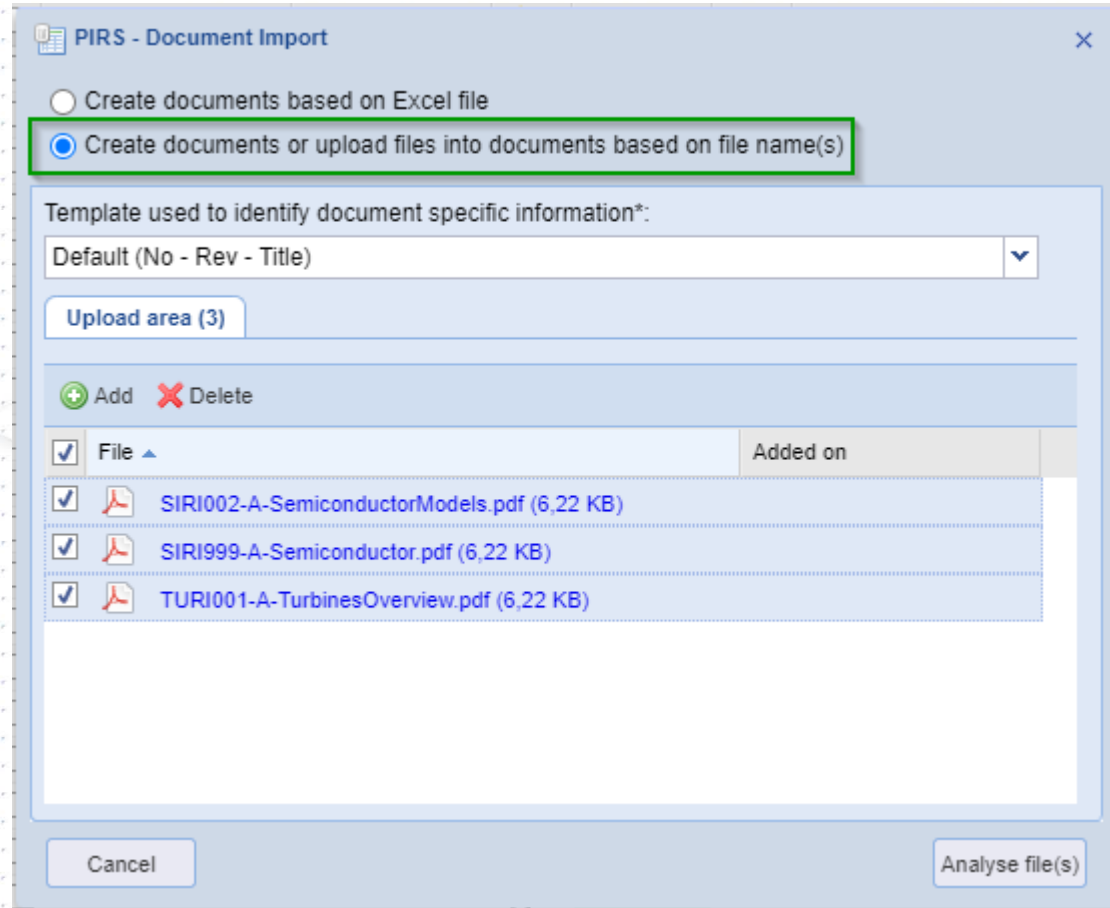 PIRS - Document Import
Create documents based on Excel file
Create documents or upload files into documents based on file name(s)
Template used to identify document specific information*:
Default (No - Rev - Title)
Upload area (3)
Add Delete
File Added on
SIRI002-A-SemiconductorModels.pdf (6,22 KB)
SIRI999-A-Semiconductor.pdf (6,22 KB)
TURI001-A-TurbinesOverview.pdf (6,22 KB)
Cancel Analyse file(s)